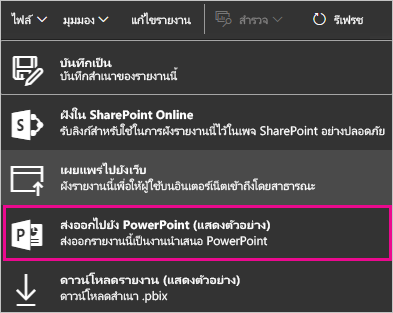 ไฟล์ มุมมอง แก้ไขรายงาน สำรวจ รีเฟรช
บันทึกเป็น
บันทึกสำเนาของรายงานนี้
ฝังใน SharePoint Online
รับลิงก์สำหรับใช้ในการฝังรายงานนี้ไว้ในเพจ SharePoint อย่างปลอดภัย
เผยแพร่ไปยังเว็บ
ฝังรายงานนี้เพื่อให้ผู้ใช้บนอินเตอร์เน็ตเข้าถึงโดยสาธารณะ
ส่งออกไปยัง PowerPoint (แสดงตัวอย่าง)
ส่งออกรายงานนี้เป็นงานนำเสนอ PowerPoint
ดาวน์โหลดรายงาน (แสดงตัวอย่าง)
ดาวน์โหลดสำเนา .pbix